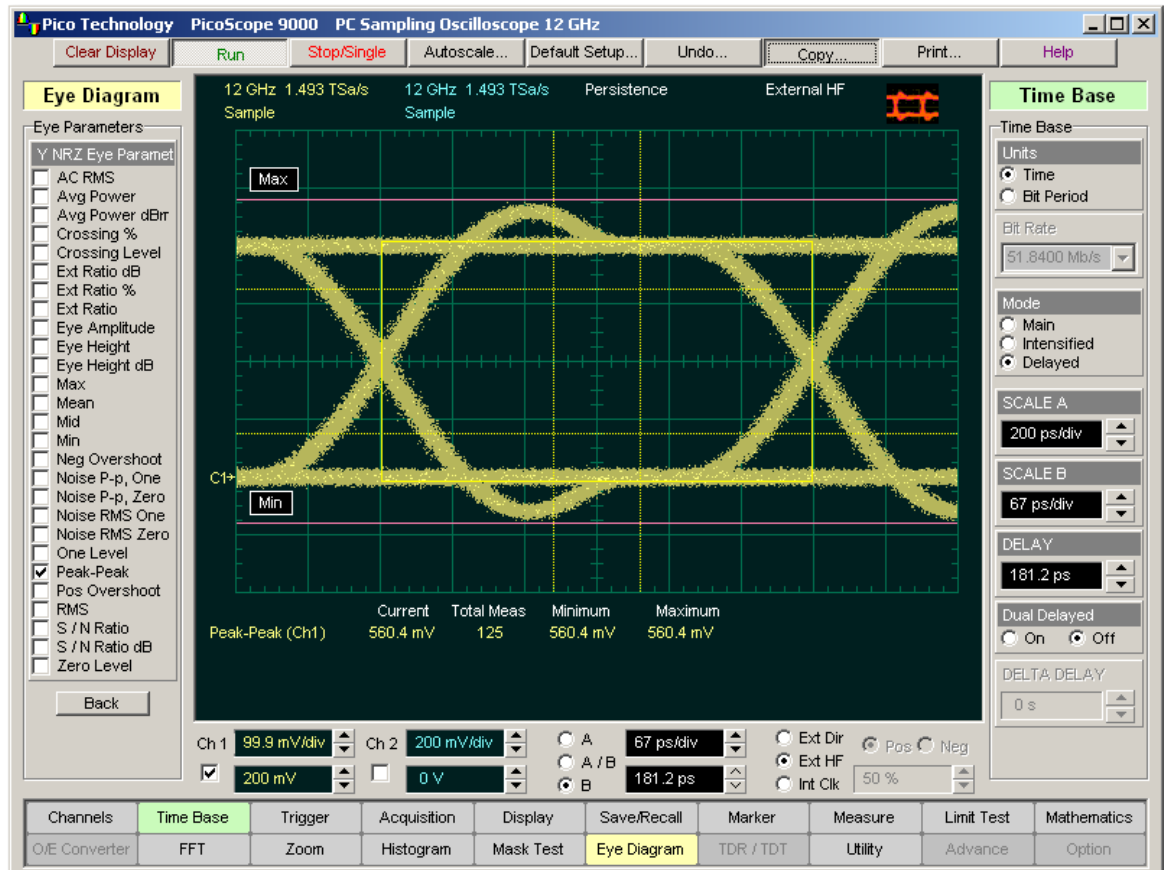 Pico Technology PicoScope 9000 PC Sampling Oscilloscope 12 GHz
Clear Display Run Stop/Single Autoscale... Default Setup... Undo... Copy... Print... Help
Eye Diagram
Eye Parameters
Y NRZ Eye Paramet
AC RMS
Avg Power
Avg Power dBm
Crossing %
Crossing Level
Ext Ratio dB
Ext Ratio %
Ext Ratio
Eye Amplitude
Eye Height
Eye Height dB
Max
Mean
Mid
Min
Neg Overshoot
Noise P-p, One
Noise P-p, Zero
Noise RMS One
Noise RMS Zero
One Level
Peak-Peak
Pos Overshoot
RMS
S / N Ratio
S / N Ratio dB
Zero Level
Back
12 GHz 1.493 TSa/s 12 GHz 1.493 TSa/s Persistence External HF
Sample Sample
Max
C1
Min
Current Total Meas Minimum Maximum
Peak-Peak (Ch1) 560.4 mV 125 560.4 mV 560.4 mV
Time Base
Time Base
Units
Time
Bit Period
Bit Rate
51.8400 Mb/s
Mode
Main
Intensified
Delayed
SCALE A
200 ps/div
SCALE B
67 ps/div
DELAY
181.2 ps
Dual Delayed
On Off
DELTA DELAY
0 s
Ch 1 99.9 mV/div Ch 2 200 mV/div A 67 ps/div Ext Dir Pos Neg
A / B Ext HF
200 mV 0 V B 181.2 ps Int Clk 50 %
Channels Time Base Trigger Acquisition Display Save/Recall Marker Measure Limit Test Mathematics
O/E Converter FFT Zoom Histogram Mask Test Eye Diagram TDR / TDT Utility Advance Option